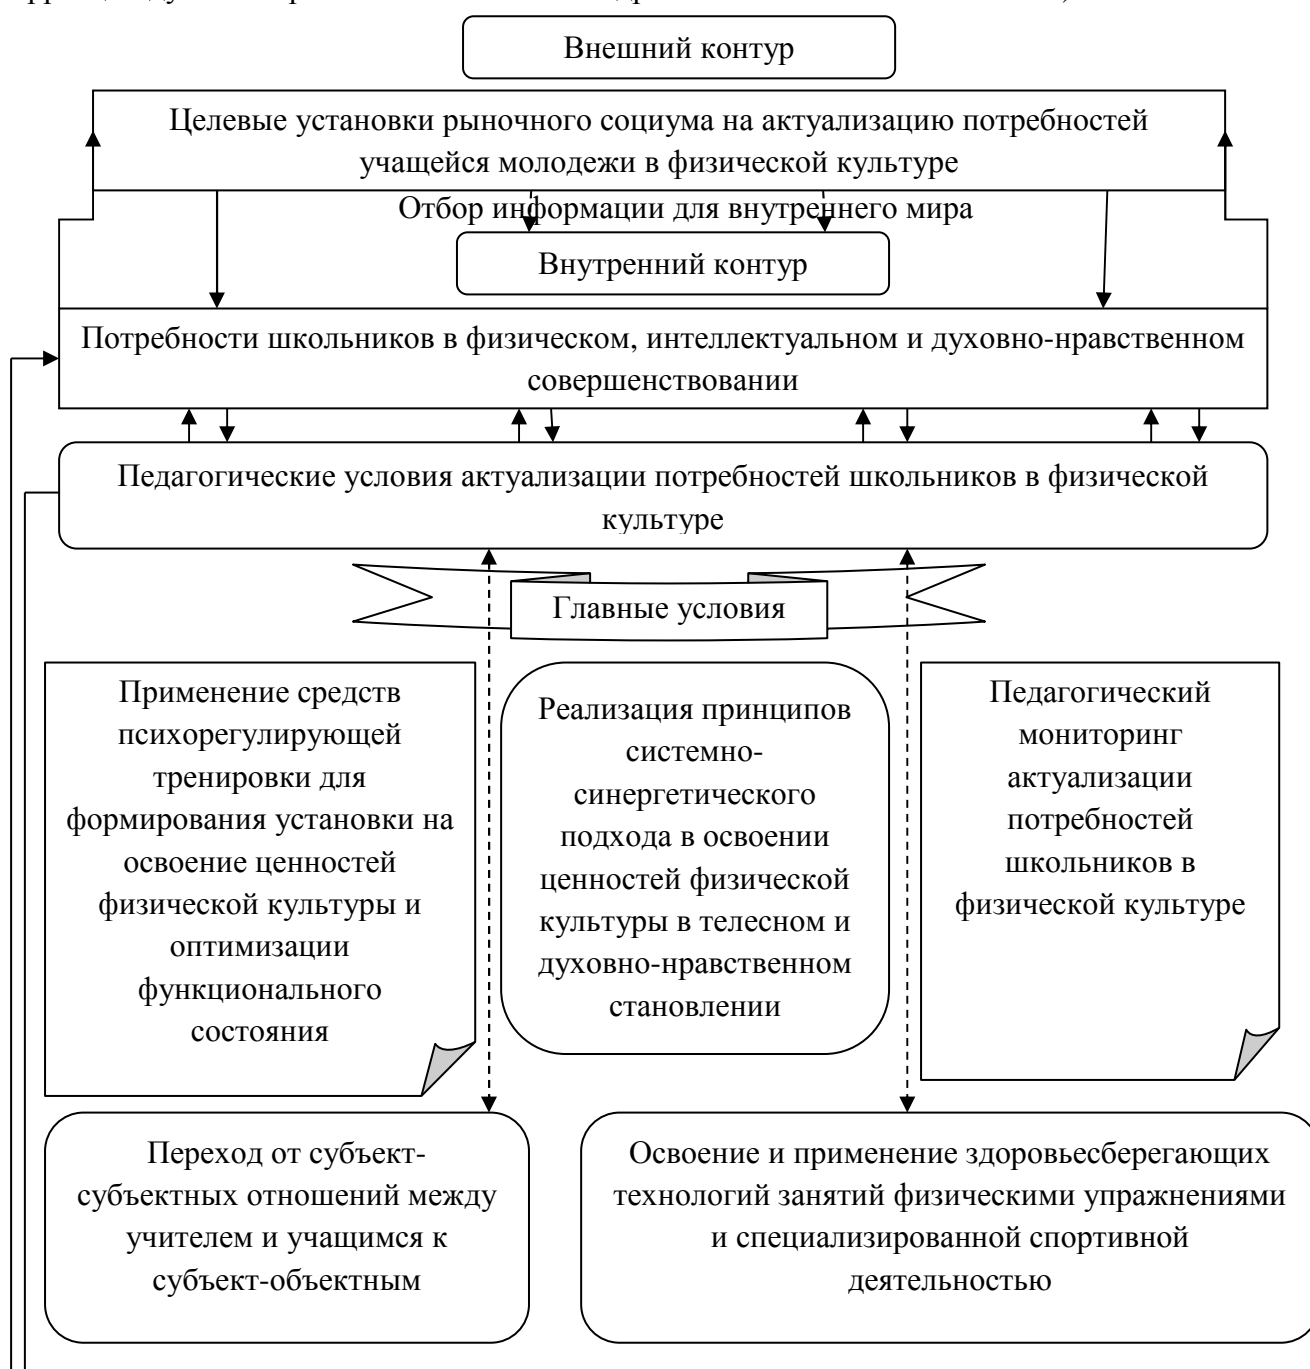 Внешний контур
Целевые установки рыночного социума на актуализацию потребностей
учащейся молодежи в физической культуре
Отбор информации для внутреннего мира
Внутренний контур
Потребности школьников в физическом, интеллектуальном и духовно-нравственном
совершенствовании
Педагогические условия актуализации потребностей школьников в физической
культуре
Главные условия
Применение средств
психорегулирующей
тренировки для
формирования установки на
освоение ценностей
физической культуры и
оптимизации
функционального
состояния
Реализация принципов
системно-
синергетического
подхода в освоении
ценностей физической
культуры в телесном и
духовно-нравственном
становлении
Педагогический
мониторинг
актуализации
потребностей
школьников в
физической культуре
Переход от субъект-
субъектных отношений между
учителем и учащимся к
субъект-объектным
Освоение и применение здоровьесберегающих
технологий занятий физическими упражнениями
и специализированной спортивной
деятельностью